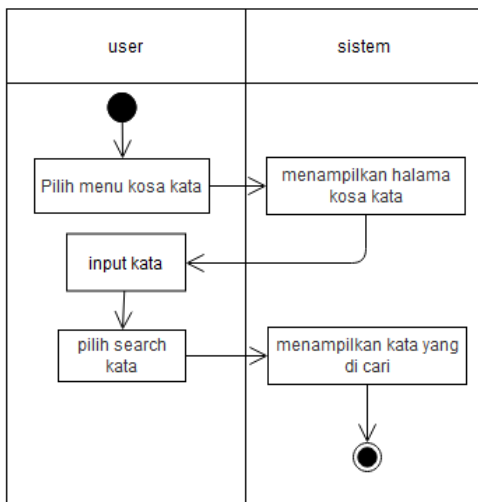 user
sistem
Pilih menu kosa kata
menampilkan halama
kosa kata
input kata
pilih search
kata
menampilkan kata yang
di cari